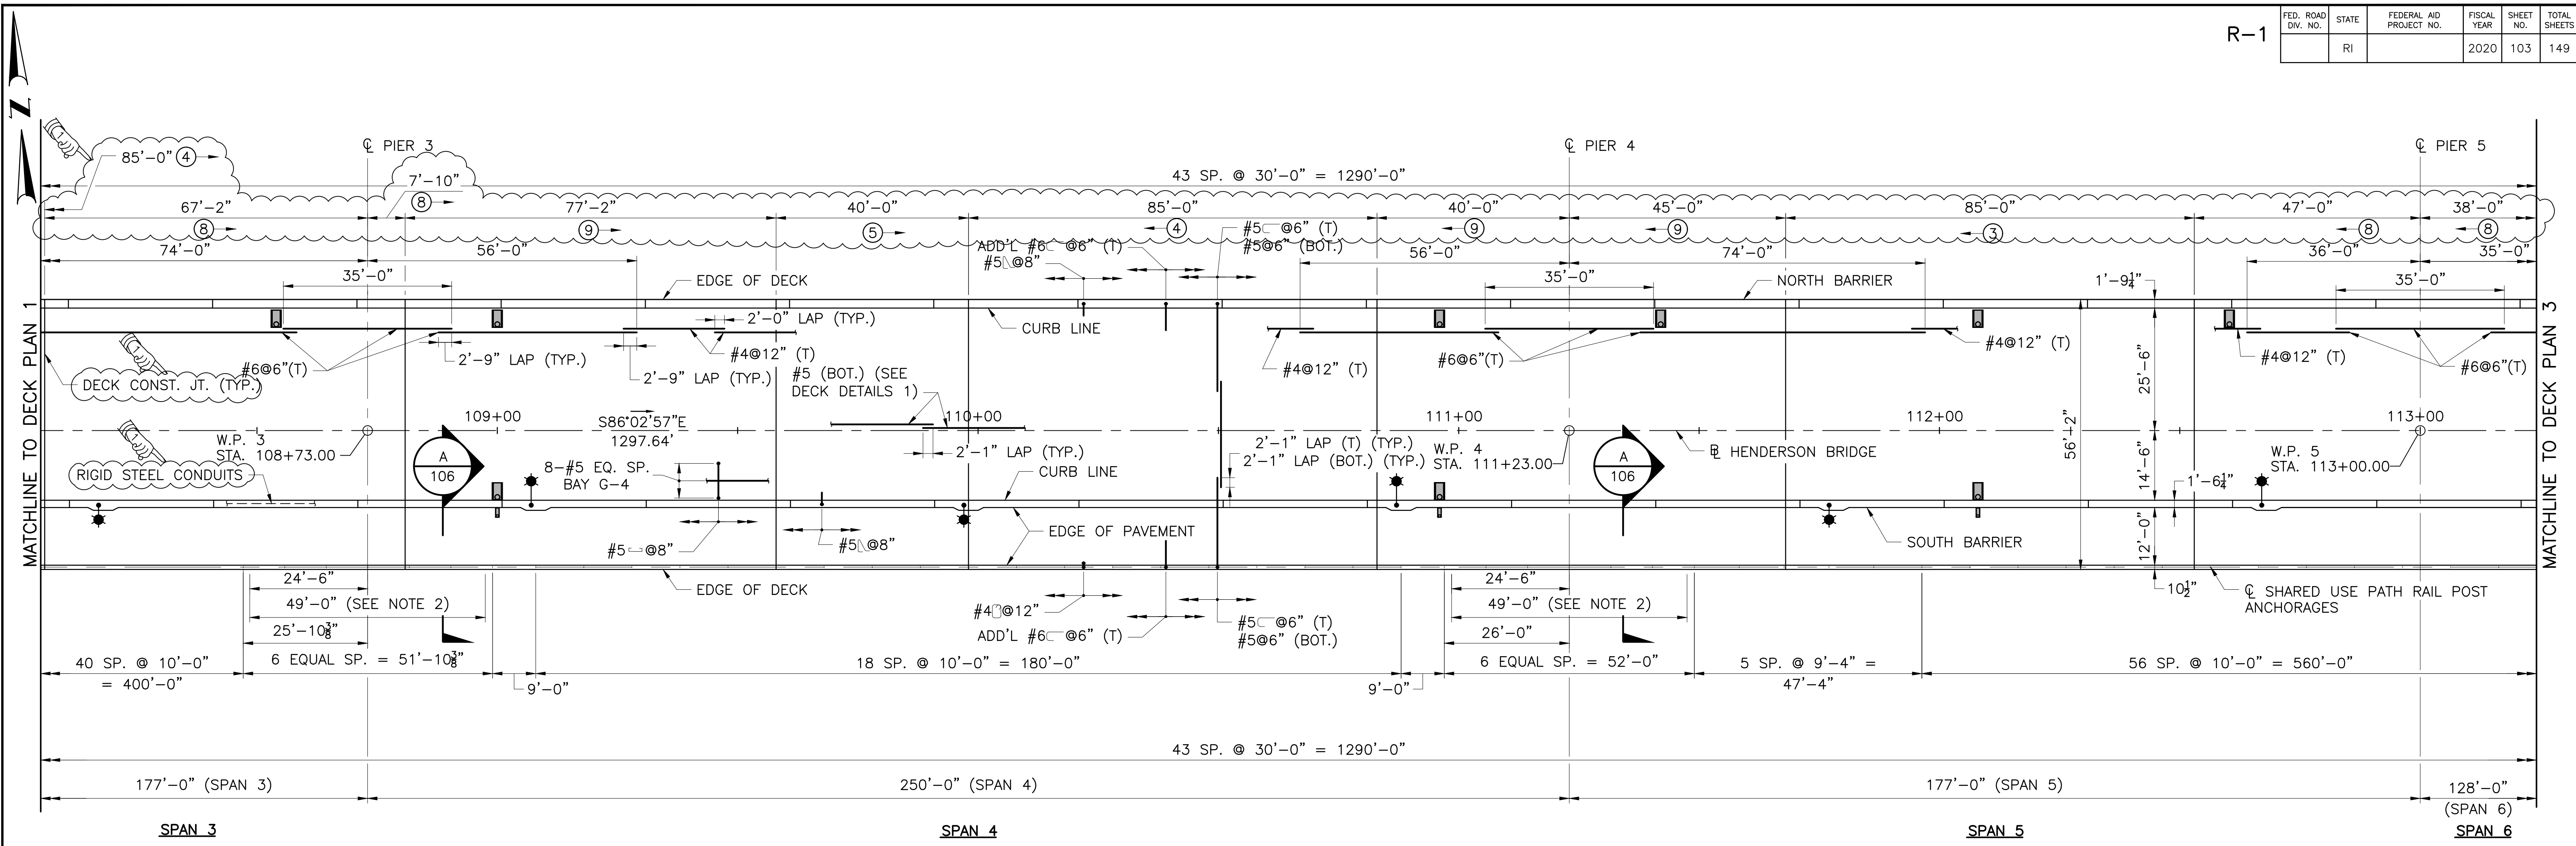 R-1
FED. ROAD DIV. NO.
STATE
FEDERAL AID PROJECT NO.
FISCAL YEAR
SHEET NO.
TOTAL SHEETS
RI
2020
103
149
N
1
85'-0" 4
℄ PIER 3
℄ PIER 4
℄ PIER 5
7'-10"
43 SP. @ 30'-0" = 1290'-0"
67'-2"
8
77'-2"
40'-0"
85'-0"
40'-0"
45'-0"
85'-0"
47'-0"
38'-0"
8
9
5
4
9
9
3
8
8
74'-0"
56'-0"
ADD'L #6 @6" (T)
#5 @8"
#5 @6" (T)
#5@6" (BOT.)
56'-0"
74'-0"
36'-0"
35'-0"
35'-0"
EDGE OF DECK
35'-0"
NORTH BARRIER
1'-9¼"
35'-0"
MATCHLINE TO DECK PLAN 1
2'-0" LAP (TYP.)
CURB LINE
MATCHLINE TO DECK PLAN 3
1
#6@6"(T)
DECK CONST. JT. (TYP.)
2'-9" LAP (TYP.)
2'-9" LAP (TYP.)
#4@12" (T)
#5 (BOT.) (SEE
DECK DETAILS 1)
#4@12" (T)
#6@6"(T)
#4@12" (T)
#4@12" (T)
#6@6"(T)
25'-6"
56'-2"
109+00
S86°02'57"E
1297.64'
110+00
111+00
112+00
113+00
1
W.P. 3
STA. 108+73.00
A
106
2'-1" LAP (TYP.)
2'-1" LAP (T) (TYP.)
2'-1" LAP (BOT.) (TYP.)
W.P. 4
STA. 111+23.00
A
106
℄ HENDERSON BRIDGE
14'-6"
W.P. 5
STA. 113+00.00
RIGID STEEL CONDUITS
8-#5 EQ. SP.
BAY G-4
CURB LINE
1'-6¼"
#5 @8"
#5 @8"
EDGE OF PAVEMENT
SOUTH BARRIER
12'-0"
24'-6"
49'-0" (SEE NOTE 2)
25'-10⅜"
EDGE OF DECK
#4 @12"
ADD'L #6 @6" (T)
#5 @6" (T)
#5@6" (BOT.)
24'-6"
49'-0" (SEE NOTE 2)
26'-0"
10½"
℄ SHARED USE PATH RAIL POST
ANCHORAGES
40 SP. @ 10'-0"
= 400'-0"
6 EQUAL SP. = 51'-10⅜"
9'-0"
18 SP. @ 10'-0" = 180'-0"
9'-0"
6 EQUAL SP. = 52'-0"
5 SP. @ 9'-4" =
47'-4"
56 SP. @ 10'-0" = 560'-0"
43 SP. @ 30'-0" = 1290'-0"
177'-0" (SPAN 3)
250'-0" (SPAN 4)
177'-0" (SPAN 5)
128'-0"
(SPAN 6)
SPAN 3
SPAN 4
SPAN 5
SPAN 6